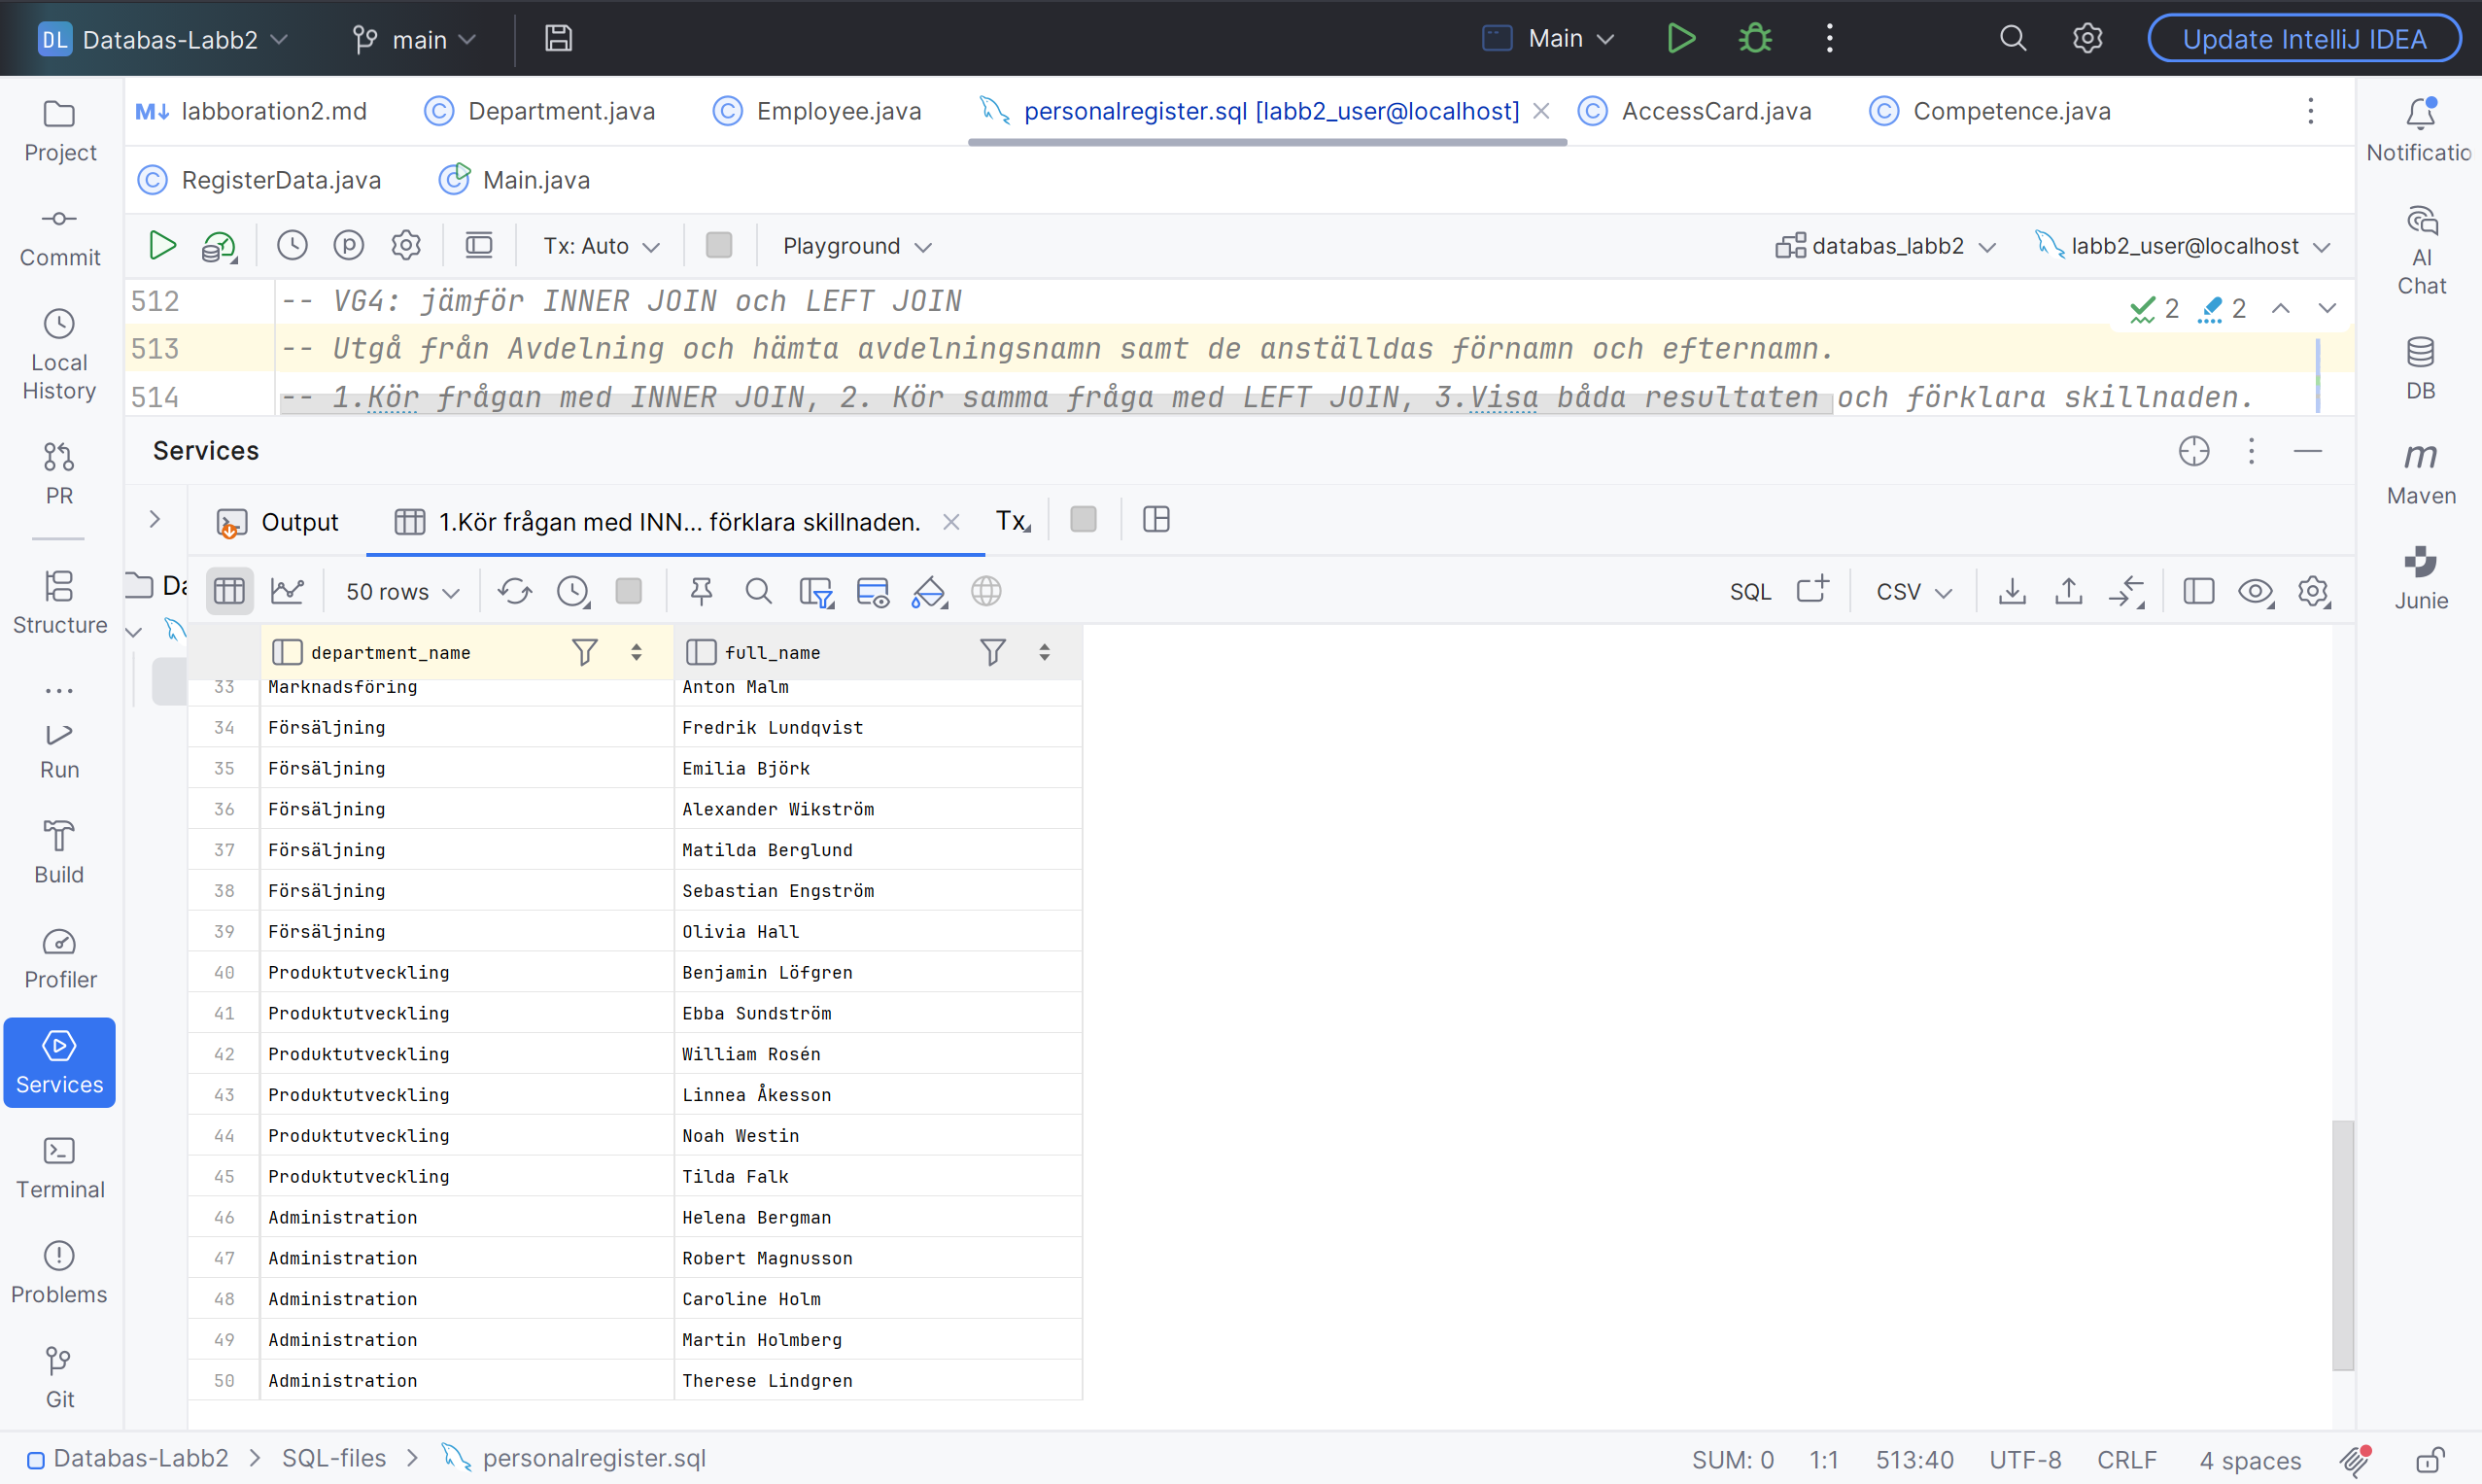 DL Databas-Labb2 main Main Update IntelliJ IDEA
labboration2.md Department.java Employee.java personalregister.sql [labb2_user@localhost] AccessCard.java Competence.java
RegisterData.java Main.java
Tx: Auto Playground databas_labb2 labb2_user@localhost
512 -- VG4: jämför INNER JOIN och LEFT JOIN
2 2
513 -- Utgå från Avdelning och hämta avdelningsnamn samt de anställdas förnamn och efternamn.
514 -- 1.Kör frågan med INNER JOIN, 2. Kör samma fråga med LEFT JOIN, 3.Visa båda resultaten och förklara skillnaden.
Services
Output 1.Kör frågan med INN... förklara skillnaden. Tx
Da 50 rows SQL CSV
department_name full_name
33 Marknadsföring Anton Malm
34 Försäljning Fredrik Lundqvist
35 Försäljning Emilia Björk
36 Försäljning Alexander Wikström
37 Försäljning Matilda Berglund
38 Försäljning Sebastian Engström
39 Försäljning Olivia Hall
40 Produktutveckling Benjamin Löfgren
41 Produktutveckling Ebba Sundström
42 Produktutveckling William Rosén
43 Produktutveckling Linnea Åkesson
44 Produktutveckling Noah Westin
45 Produktutveckling Tilda Falk
46 Administration Helena Bergman
47 Administration Robert Magnusson
48 Administration Caroline Holm
49 Administration Martin Holmberg
50 Administration Therese Lindgren
Project
Commit
Local
History
PR
Structure
Run
Build
Profiler
Services
Terminal
Problems
Git
Notificatio
AI
Chat
DB
m
Maven
Junie
Databas-Labb2 > SQL-files > personalregister.sql SUM: 0 1:1 513:40 UTF-8 CRLF 4 spaces